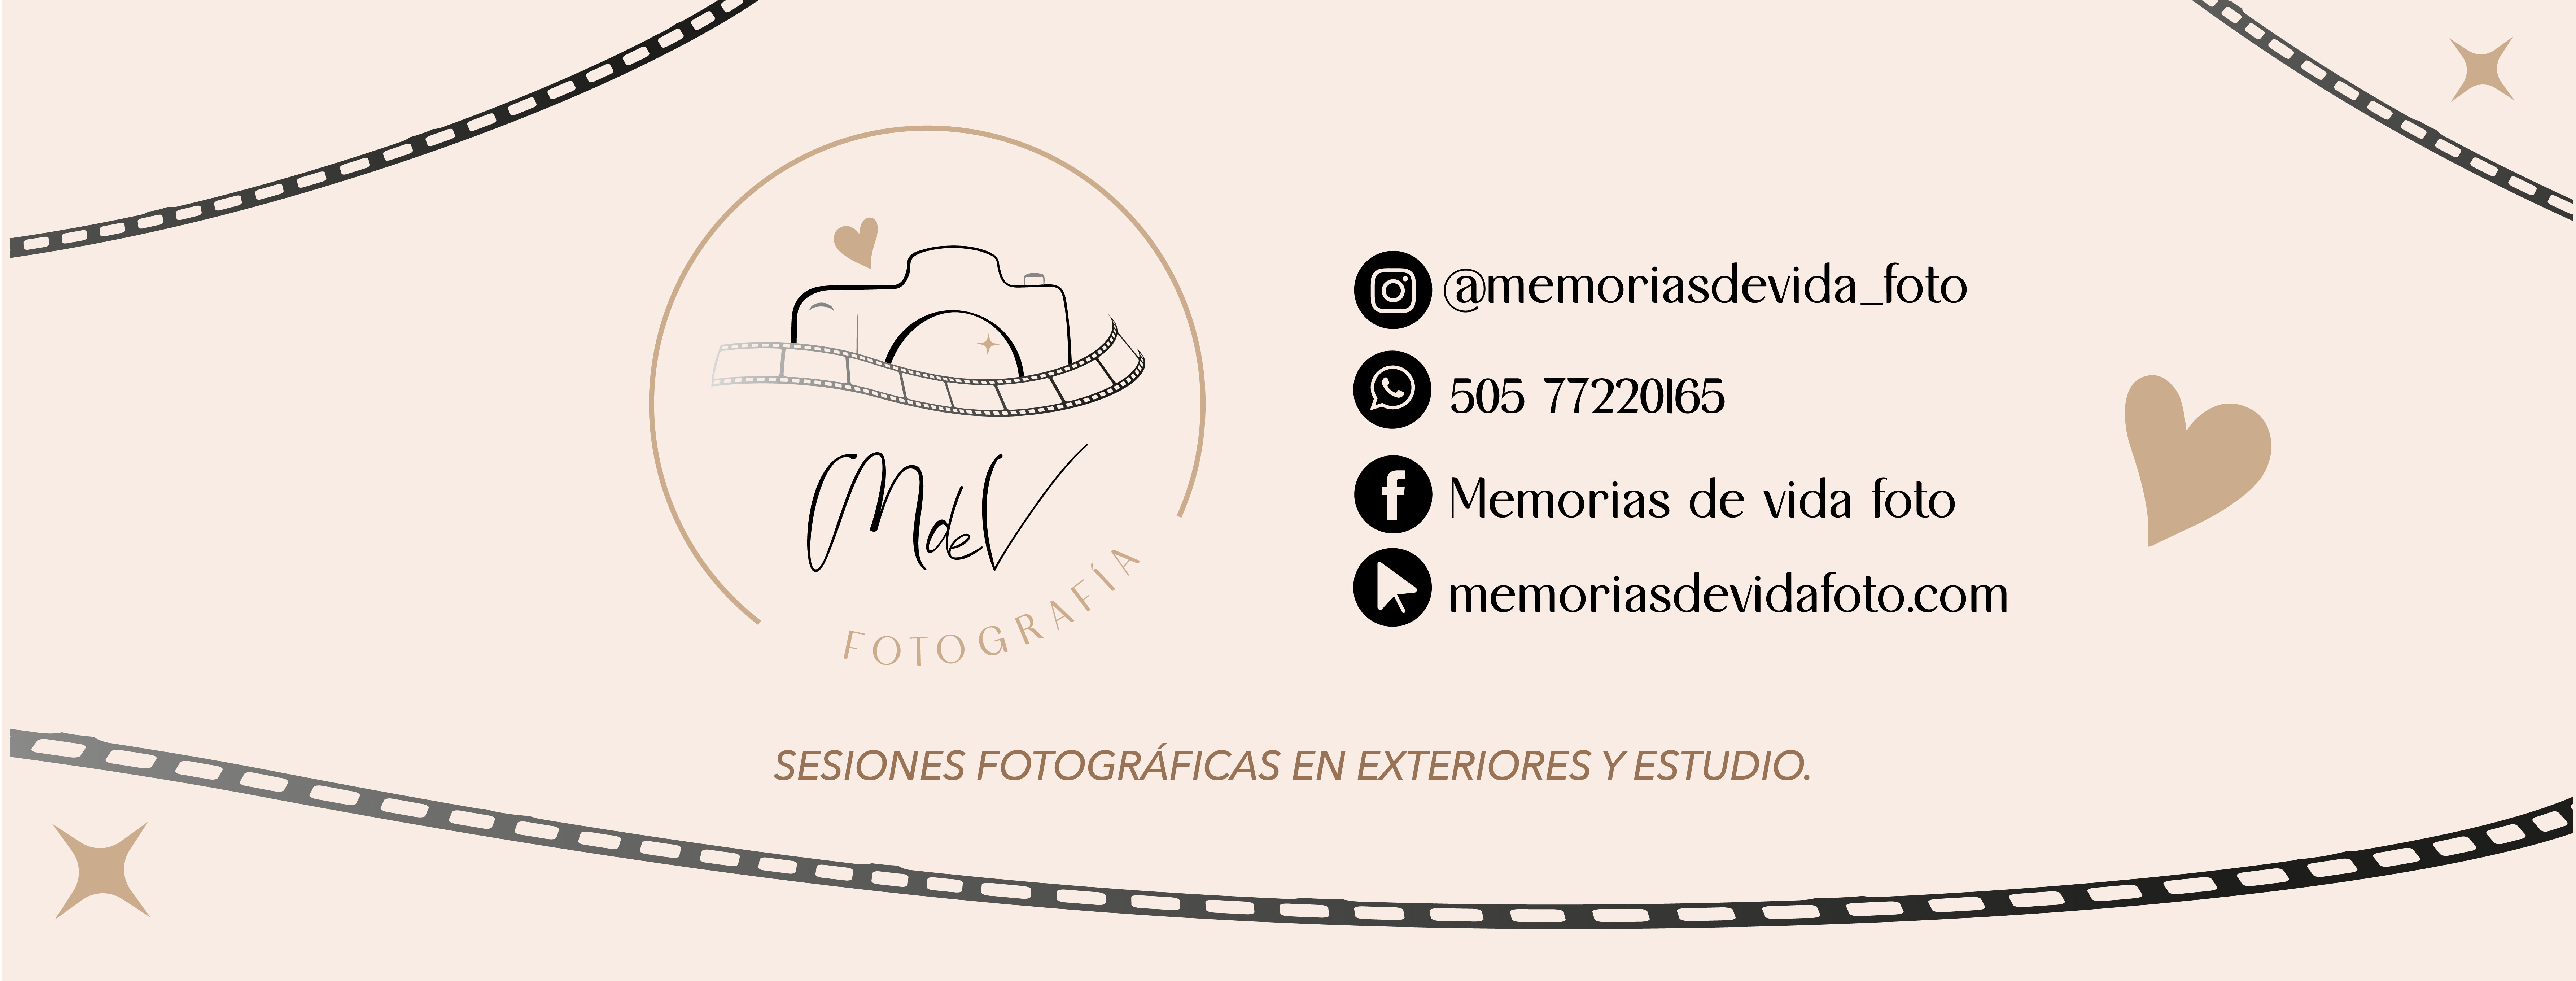 MdeV
FOTOGRAFÍA
@memoriasdevida_foto
505 77220165
Memorias de vida foto
memoriasdevidafoto.com
SESIONES FOTOGRÁFICAS EN EXTERIORES Y ESTUDIO.